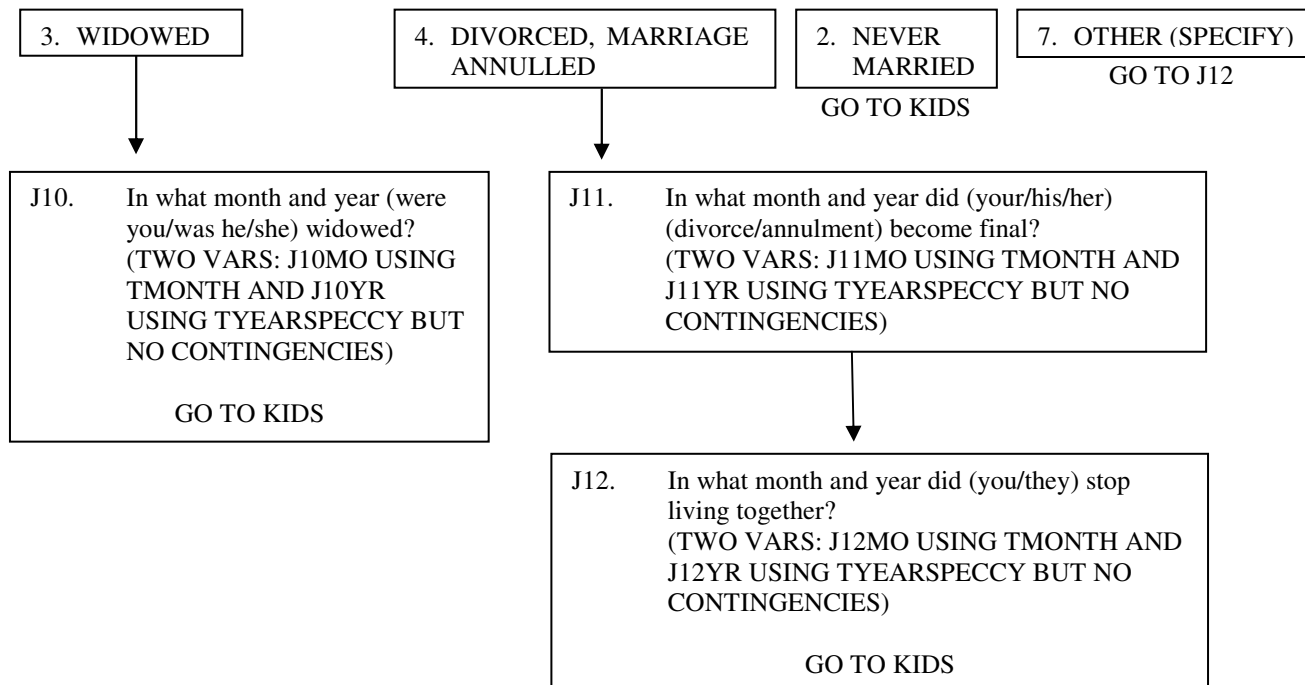 3. WIDOWED
4. DIVORCED, MARRIAGE
ANNULLED
2. NEVER
MARRIED
GO TO KIDS
7. OTHER (SPECIFY)
GO TO J12
J10. In what month and year (were
you/was he/she) widowed?
(TWO VARS: J10MO USING
TMONTH AND J10YR
USING TYEARSPECCY BUT
NO CONTINGENCIES)
GO TO KIDS
J11. In what month and year did (your/his/her)
(divorce/annulment) become final?
(TWO VARS: J11MO USING TMONTH AND
J11YR USING TYEARSPECCY BUT NO
CONTINGENCIES)
J12. In what month and year did (you/they) stop
living together?
(TWO VARS: J12MO USING TMONTH AND
J12YR USING TYEARSPECCY BUT NO
CONTINGENCIES)
GO TO KIDS